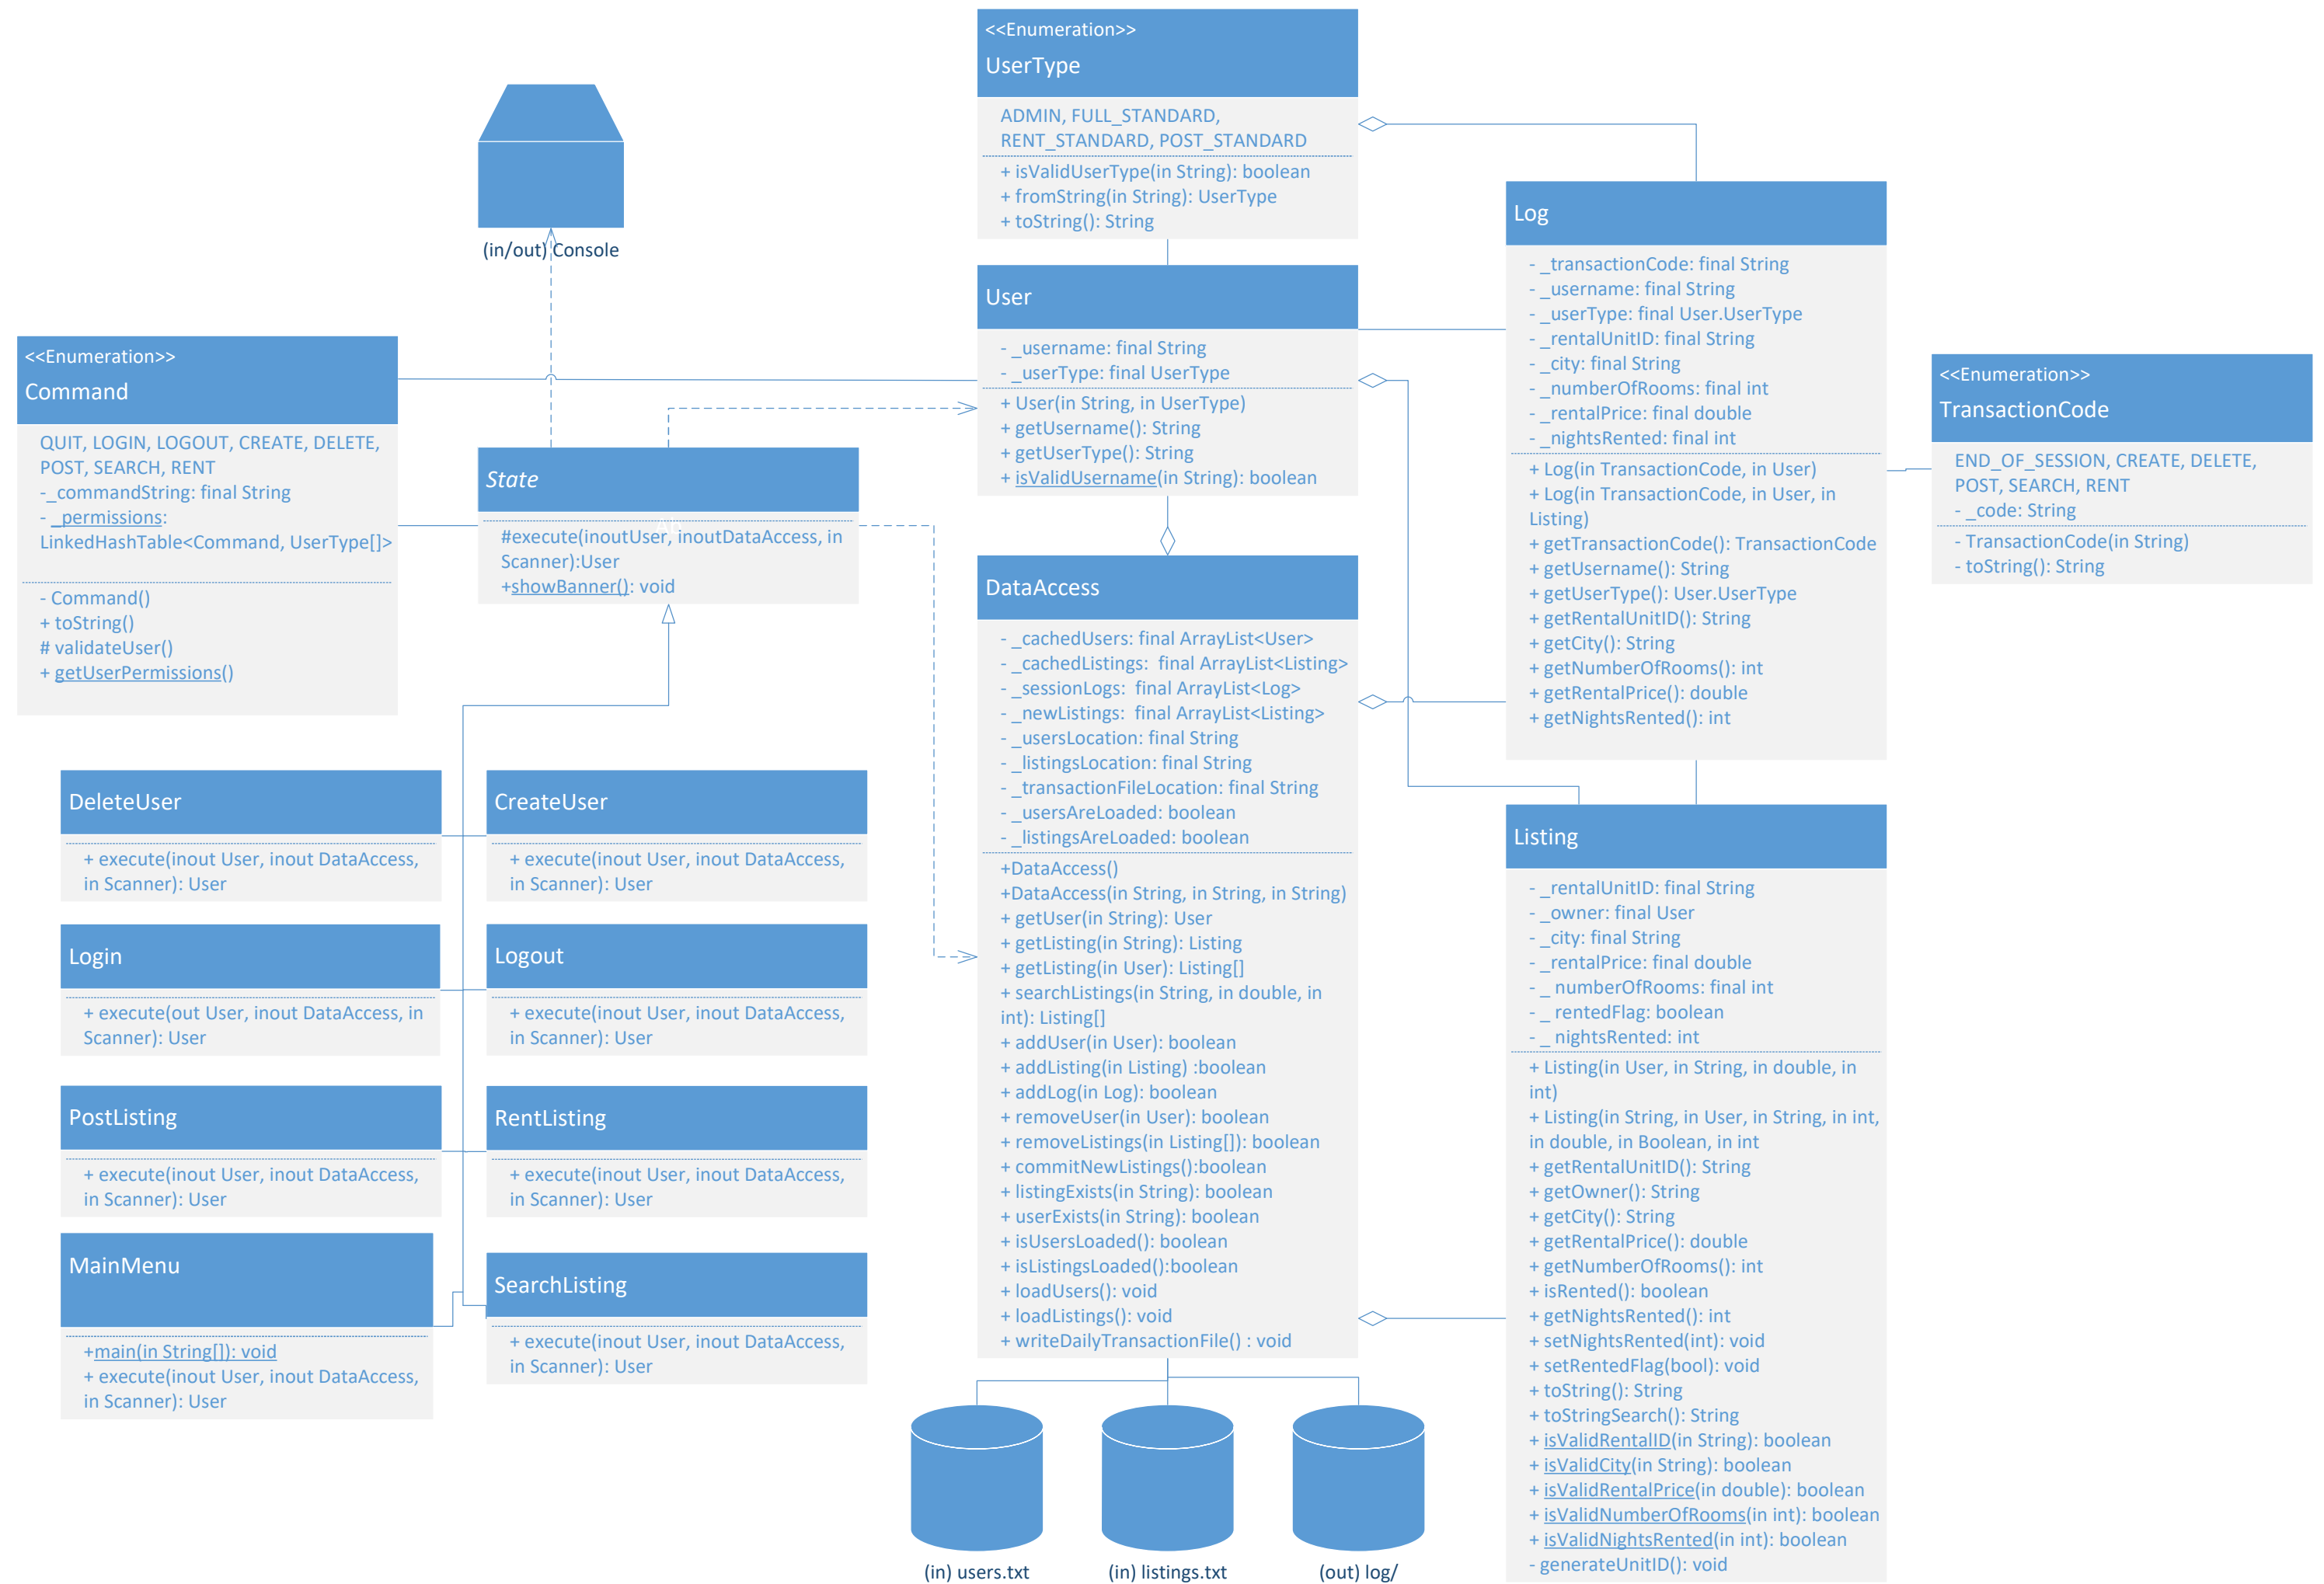 <<Enumeration>>
UserType
ADMIN, FULL_STANDARD,
RENT_STANDARD, POST_STANDARD
+ isValidUserType(in String): boolean
+ fromString(in String): UserType
+ toString(): String
(in/out) Console
<<Enumeration>>
Command
QUIT, LOGIN, LOGOUT, CREATE, DELETE,
POST, SEARCH, RENT
-_commandString: final String
- _permissions:
LinkedHashTable<Command, UserType[]>
- Command()
+ toString()
# validateUser()
+ getUserPermissions()
State
#execute(inoutUser, inoutDataAccess, in
Scanner):User
+showBanner(): void
User
- _username: final String
- _userType: final UserType
+ User(in String, in UserType)
+ getUsername(): String
+ getUserType(): String
+ isValidUsername(in String): boolean
Log
- _transactionCode: final String
- _username: final String
- _userType: final User.UserType
- _rentalUnitID: final String
- _city: final String
- _numberOfRooms: final int
- _rentalPrice: final double
- _nightsRented: final int
+ Log(in TransactionCode, in User)
+ Log(in TransactionCode, in User, in
Listing)
+ getTransactionCode(): TransactionCode
+ getUsername(): String
+ getUserType(): User.UserType
+ getRentalUnitID(): String
+ getCity(): String
+ getNumberOfRooms(): int
+ getRentalPrice(): double
+ getNightsRented(): int
<<Enumeration>>
TransactionCode
END_OF_SESSION, CREATE, DELETE,
POST, SEARCH, RENT
- _code: String
- TransactionCode(in String)
- toString(): String
DataAccess
- _cachedUsers: final ArrayList<User>
- _cachedListings:  final ArrayList<Listing>
- _sessionLogs:  final ArrayList<Log>
- _newListings:  final ArrayList<Listing>
- _usersLocation: final String
- _listingsLocation: final String
- _transactionFileLocation: final String
- _usersAreLoaded: boolean
- _listingsAreLoaded: boolean
+DataAccess()
+DataAccess(in String, in String, in String)
+ getUser(in String): User
+ getListing(in String): Listing
+ getListing(in User): Listing[]
+ searchListings(in String, in double, in
int): Listing[]
+ addUser(in User): boolean
+ addListing(in Listing) :boolean
+ addLog(in Log): boolean
+ removeUser(in User): boolean
+ removeListings(in Listing[]): boolean
+ commitNewListings():boolean
+ listingExists(in String): boolean
+ userExists(in String): boolean
+ isUsersLoaded(): boolean
+ isListingsLoaded():boolean
+ loadUsers(): void
+ loadListings(): void
+ writeDailyTransactionFile() : void
DeleteUser
+ execute(inout User, inout DataAccess,
in Scanner): User
CreateUser
+ execute(inout User, inout DataAccess,
in Scanner): User
Login
+ execute(out User, inout DataAccess, in
Scanner): User
Logout
+ execute(inout User, inout DataAccess,
in Scanner): User
PostListing
+ execute(inout User, inout DataAccess,
in Scanner): User
RentListing
+ execute(inout User, inout DataAccess,
in Scanner): User
MainMenu
+main(in String[]): void
+ execute(inout User, inout DataAccess,
in Scanner): User
SearchListing
+ execute(inout User, inout DataAccess,
in Scanner): User
Listing
- _rentalUnitID: final String
- _owner: final User
- _city: final String
- _rentalPrice: final double
- _ numberOfRooms: final int
- _ rentedFlag: boolean
- _ nightsRented: int
+ Listing(in User, in String, in double, in
int)
+ Listing(in String, in User, in String, in int,
in double, in Boolean, in int
+ getRentalUnitID(): String
+ getOwner(): String
+ getCity(): String
+ getRentalPrice(): double
+ getNumberOfRooms(): int
+ isRented(): boolean
+ getNightsRented(): int
+ setNightsRented(int): void
+ setRentedFlag(bool): void
+ toString(): String
+ toStringSearch(): String
+ isValidRentalID(in String): boolean
+ isValidCity(in String): boolean
+ isValidRentalPrice(in double): boolean
+ isValidNumberOfRooms(in int): boolean
+ isValidNightsRented(in int): boolean
- generateUnitID(): void
(in) users.txt
(in) listings.txt
(out) log/